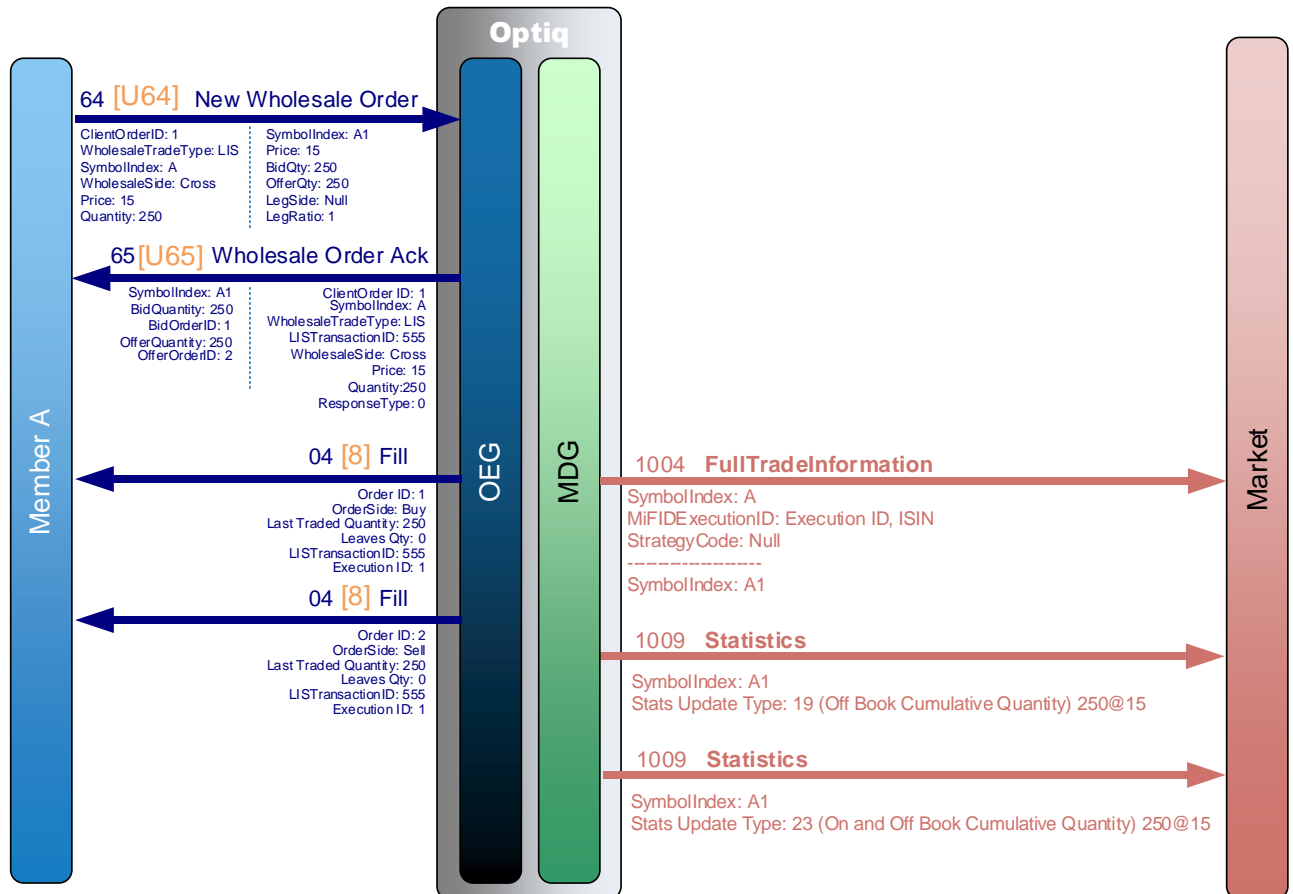 Optiq
Member A
OEG
MDG
Market
64 [U64] New Wholesale Order
ClientOrderID: 1
WholesaleTradeType: LIS
SymbolIndex: A
WholesaleSide: Cross
Price: 15
Quantity: 250
SymbolIndex: A1
Price: 15
BidQty: 250
OfferQty: 250
LegSide: Null
LegRatio: 1
65 [U65] Wholesale Order Ack
SymbolIndex: A1
BidQuantity: 250
BidOrderID: 1
OfferQuantity: 250
OfferOrderID: 2
ClientOrder ID: 1
SymbolIndex: A
WholesaleTradeType: LIS
LISTransactionID: 555
WholesaleSide: Cross
Price: 15
Quantity:250
ResponseType: 0
04 [8] Fill
Order ID: 1
OrderSide: Buy
Last Traded Quantity: 250
Leaves Qty: 0
LISTransactionID: 555
Execution ID: 1
04 [8] Fill
Order ID: 2
OrderSide: Sell
Last Traded Quantity: 250
Leaves Qty: 0
LISTransactionID: 555
Execution ID: 1
1004 FullTradeInformation
SymbolIndex: A
MiFIDExecutionID: Execution ID, ISIN
StrategyCode: Null
----------------------
SymbolIndex: A1
1009 Statistics
SymbolIndex: A1
Stats Update Type: 19 (Off Book Cumulative Quantity) 250@15
1009 Statistics
SymbolIndex: A1
Stats Update Type: 23 (On and Off Book Cumulative Quantity) 250@15